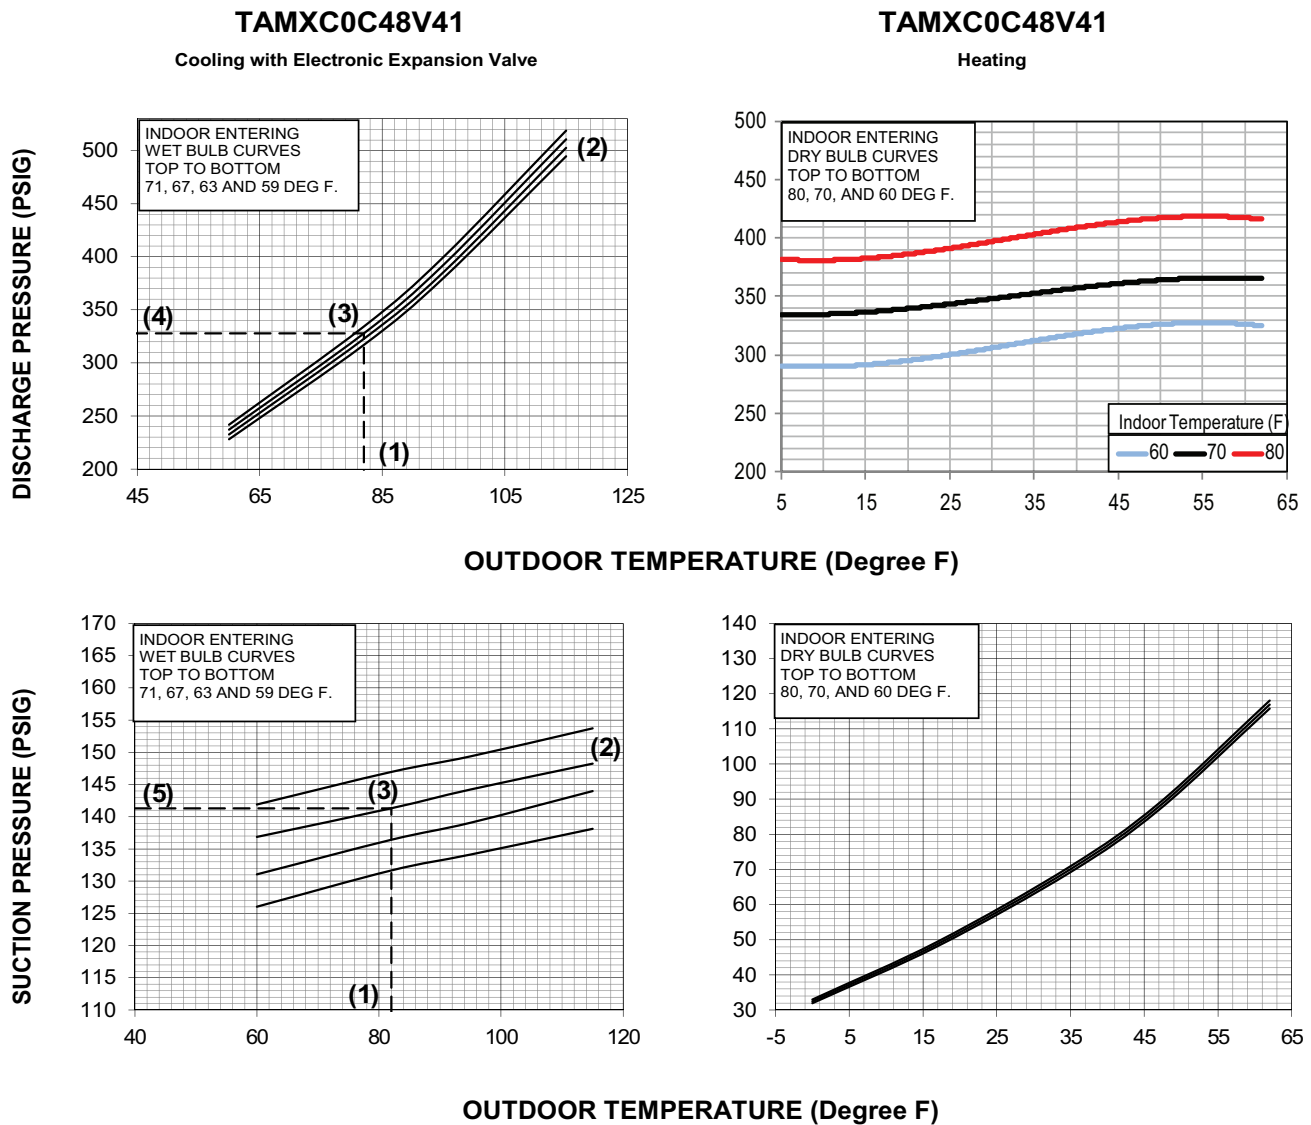 TAMXC0C48V41
Cooling with Electronic Expansion Valve
TAMXC0C48V41
Heating
DISCHARGE PRESSURE (PSIG)
INDOOR ENTERING
WET BULB CURVES
TOP TO BOTTOM
71, 67, 63 AND 59 DEG F.
500
450
400
350
300
250
200
(2)
(3)
(4)
(1)
45 65 85 105 125
INDOOR ENTERING
DRY BULB CURVES
TOP TO BOTTOM
80, 70, AND 60 DEG F.
500
450
400
350
300
250
200
Indoor Temperature (F)
60 70 80
5 15 25 35 45 55 65
OUTDOOR TEMPERATURE (Degree F)
SUCTION PRESSURE (PSIG)
INDOOR ENTERING
WET BULB CURVES
TOP TO BOTTOM
71, 67, 63 AND 59 DEG F.
170
165
160
155
150
145
140
135
130
125
120
115
110
(2)
(3)
(5)
(1)
40 60 80 100 120
INDOOR ENTERING
DRY BULB CURVES
TOP TO BOTTOM
80, 70, AND 60 DEG F.
140
130
120
110
100
90
80
70
60
50
40
30
-5 5 15 25 35 45 55 65
OUTDOOR TEMPERATURE (Degree F)